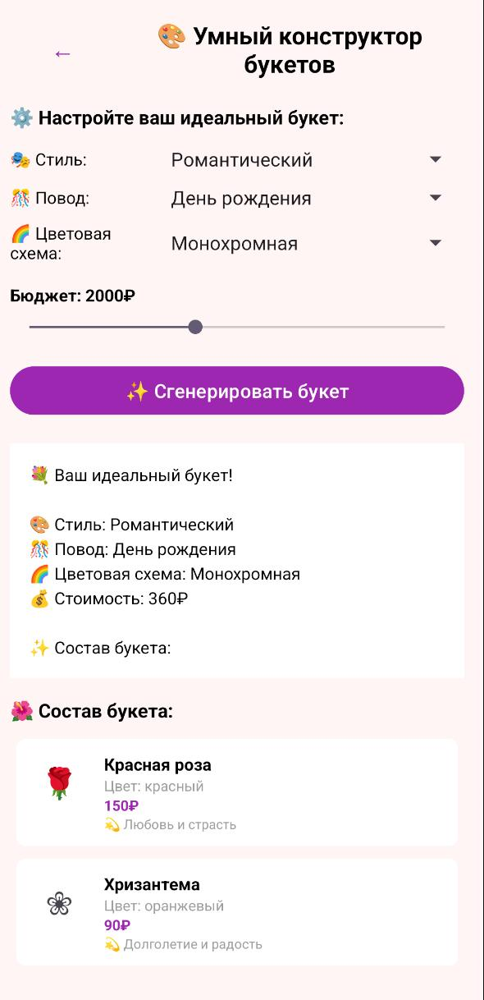 ← 🎨 Умный конструктор
букетов
⚙️ Настройте ваш идеальный букет:
🎭 Стиль: Романтический
🎊 Повод: День рождения
🌈 Цветовая
схема: Монохромная
Бюджет: 2000₽
✨ Сгенерировать букет
💐 Ваш идеальный букет!
🎨 Стиль: Романтический
🎊 Повод: День рождения
🌈 Цветовая схема: Монохромная
💰 Стоимость: 360₽
✨ Состав букета:
🌺 Состав букета:
Красная роза
Цвет: красный
150₽
💫 Любовь и страсть
Хризантема
Цвет: оранжевый
90₽
💫 Долголетие и радость